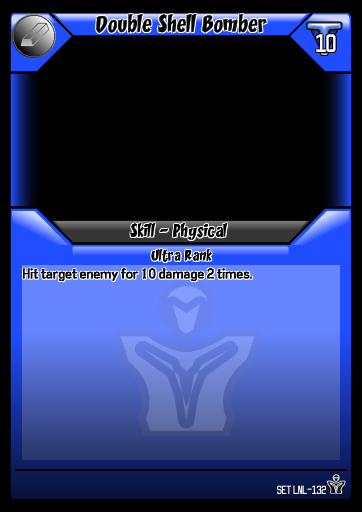 Double Shell Bomber
10
Skill - Physical
Ultra Rank
Hit target enemy for 10 damage 2 times.
SET LNL-132